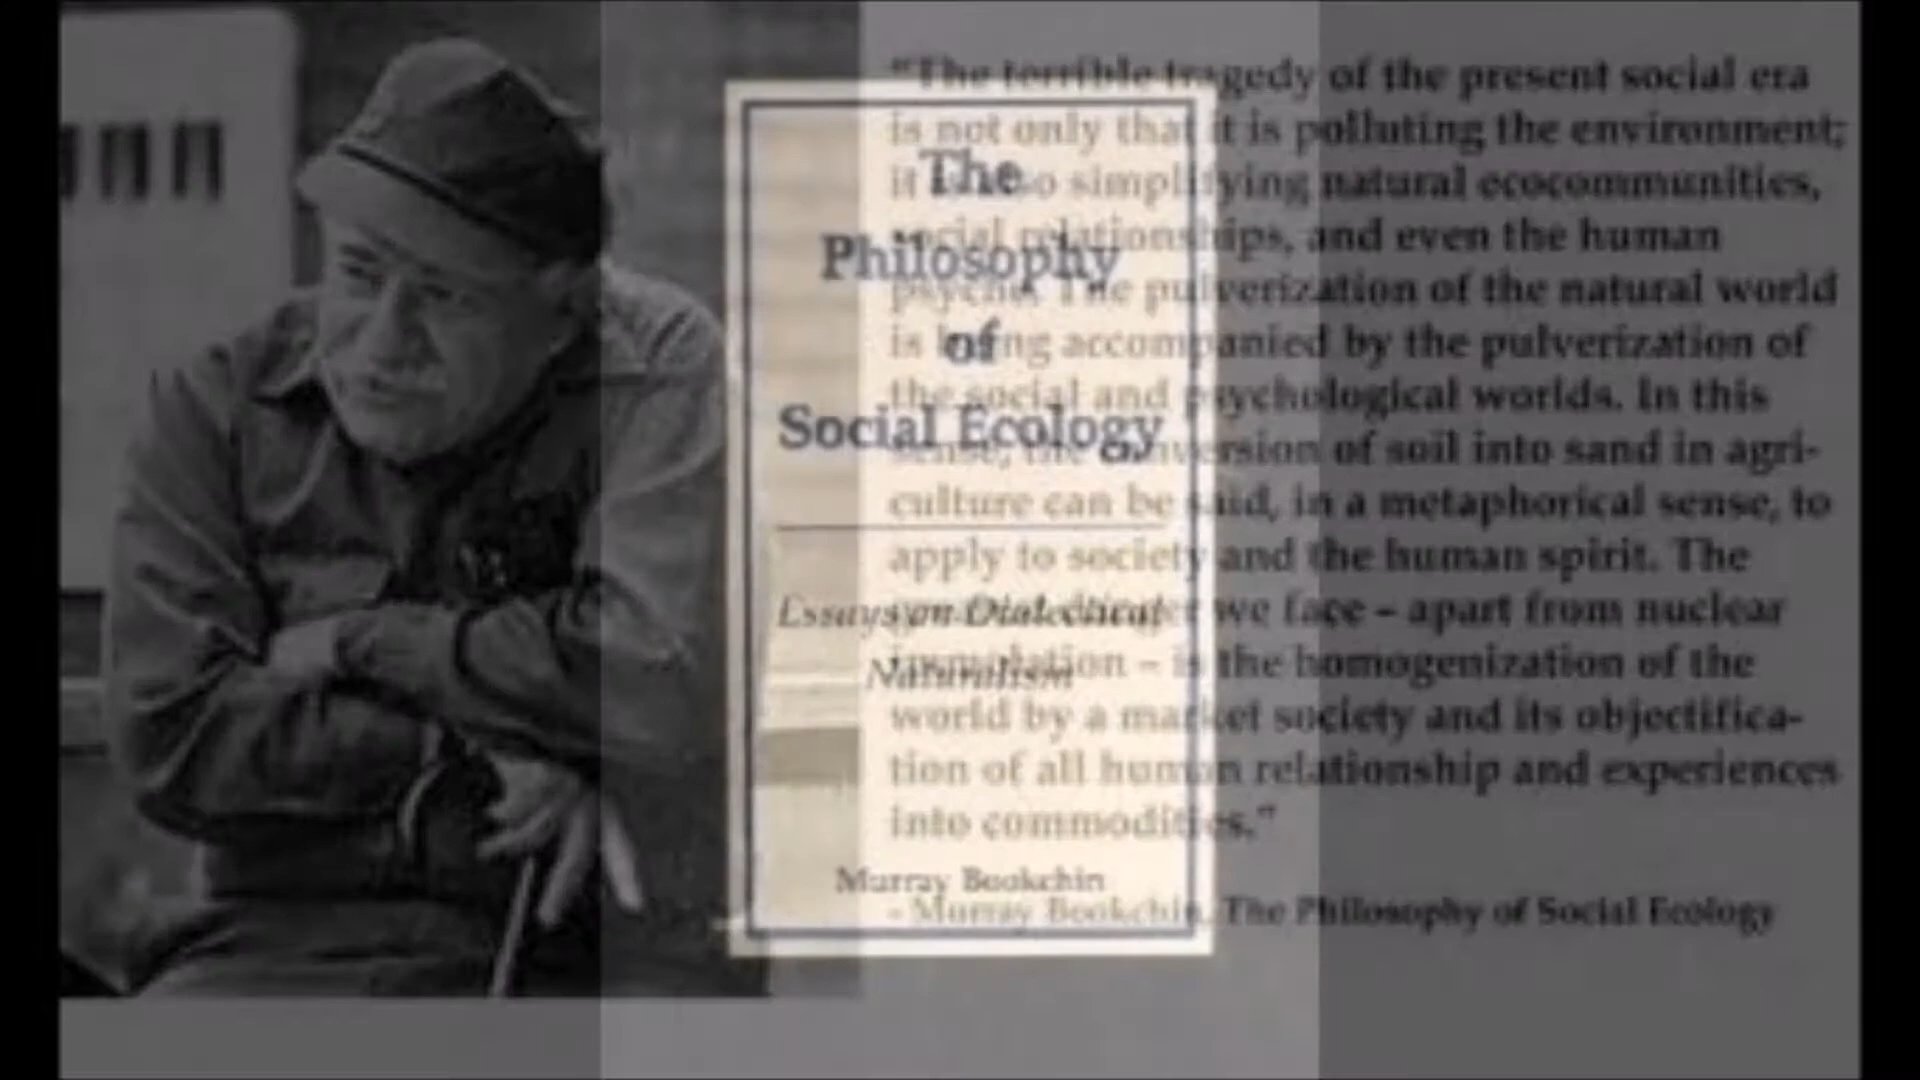 "The terrible tragedy of the present social era
is not only that it is polluting the environment;
it simplifying natural ecocommunities,
social relationships, and even the human
psyche. The pulverization of the natural world
is being accompanied by the pulverization of
the social and psychological worlds. In this
sense, the conversion of soil into sand in agri-
culture can be said, in a metaphorical sense, to
apply to society and the human spirit. The
we face – apart from nuclear
immolation – is the homogenization of the
world by a market society and its objectifica-
tion of all human relationship and experiences
into commodities."
- Murray Bookchin, The Philosophy of Social Ecology
The
Philosophy
of
Social Ecology
Essays on Dialectical
Naturalism
Murray Bookchin